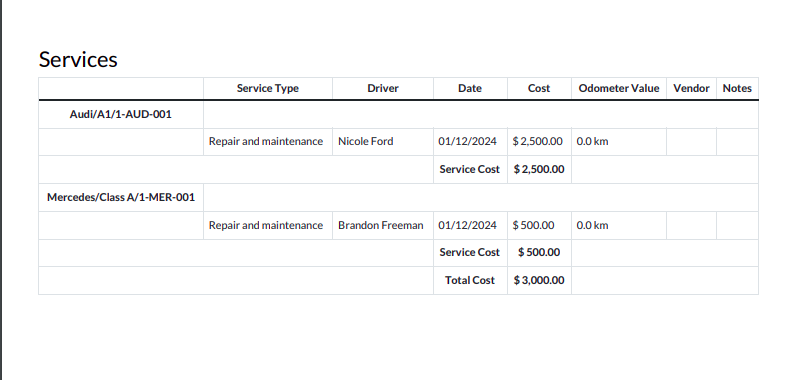 Services
Service Type Driver Date Cost Odometer Value Vendor Notes
Audi/A1/1-AUD-001
Repair and maintenance Nicole Ford 01/12/2024 $ 2,500.00 0.0 km
Service Cost $ 2,500.00
Mercedes/Class A/1-MER-001
Repair and maintenance Brandon Freeman 01/12/2024 $ 500.00 0.0 km
Service Cost $ 500.00
Total Cost $ 3,000.00